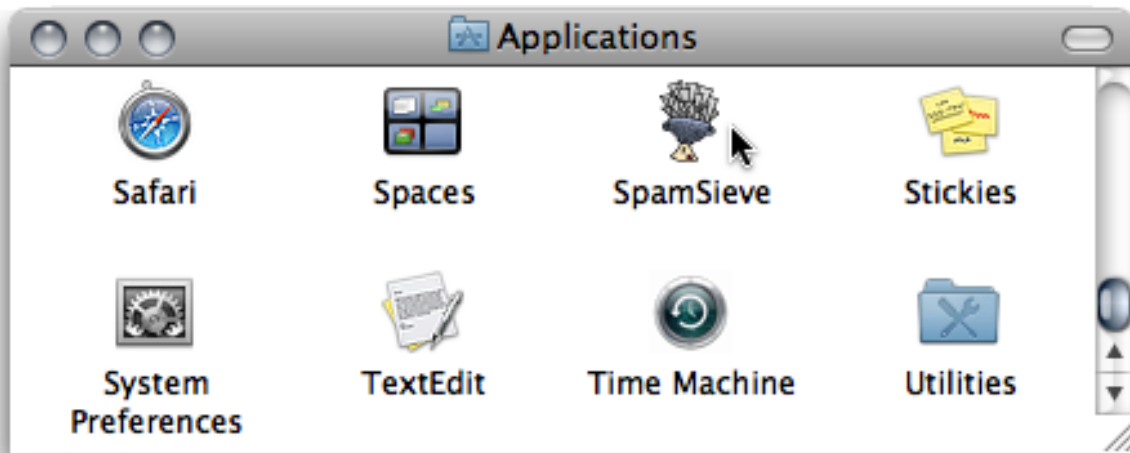 Applications
Safari
Spaces
SpamSieve
Stickies
System
Preferences
TextEdit
Time Machine
Utilities